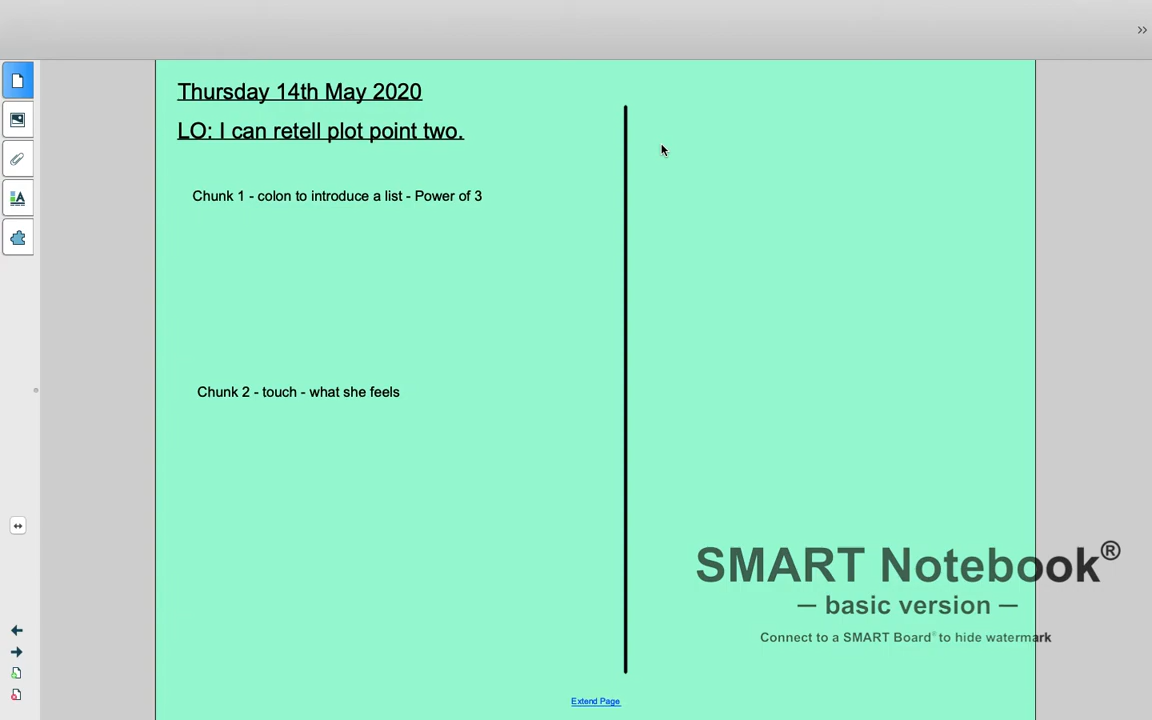 Thursday 14th May 2020
LO: I can retell plot point two.
Chunk 1 - colon to introduce a list - Power of 3
Chunk 2 - touch - what she feels
SMART Notebook®
— basic version —
Connect to a SMART Board® to hide watermark
Extend Page